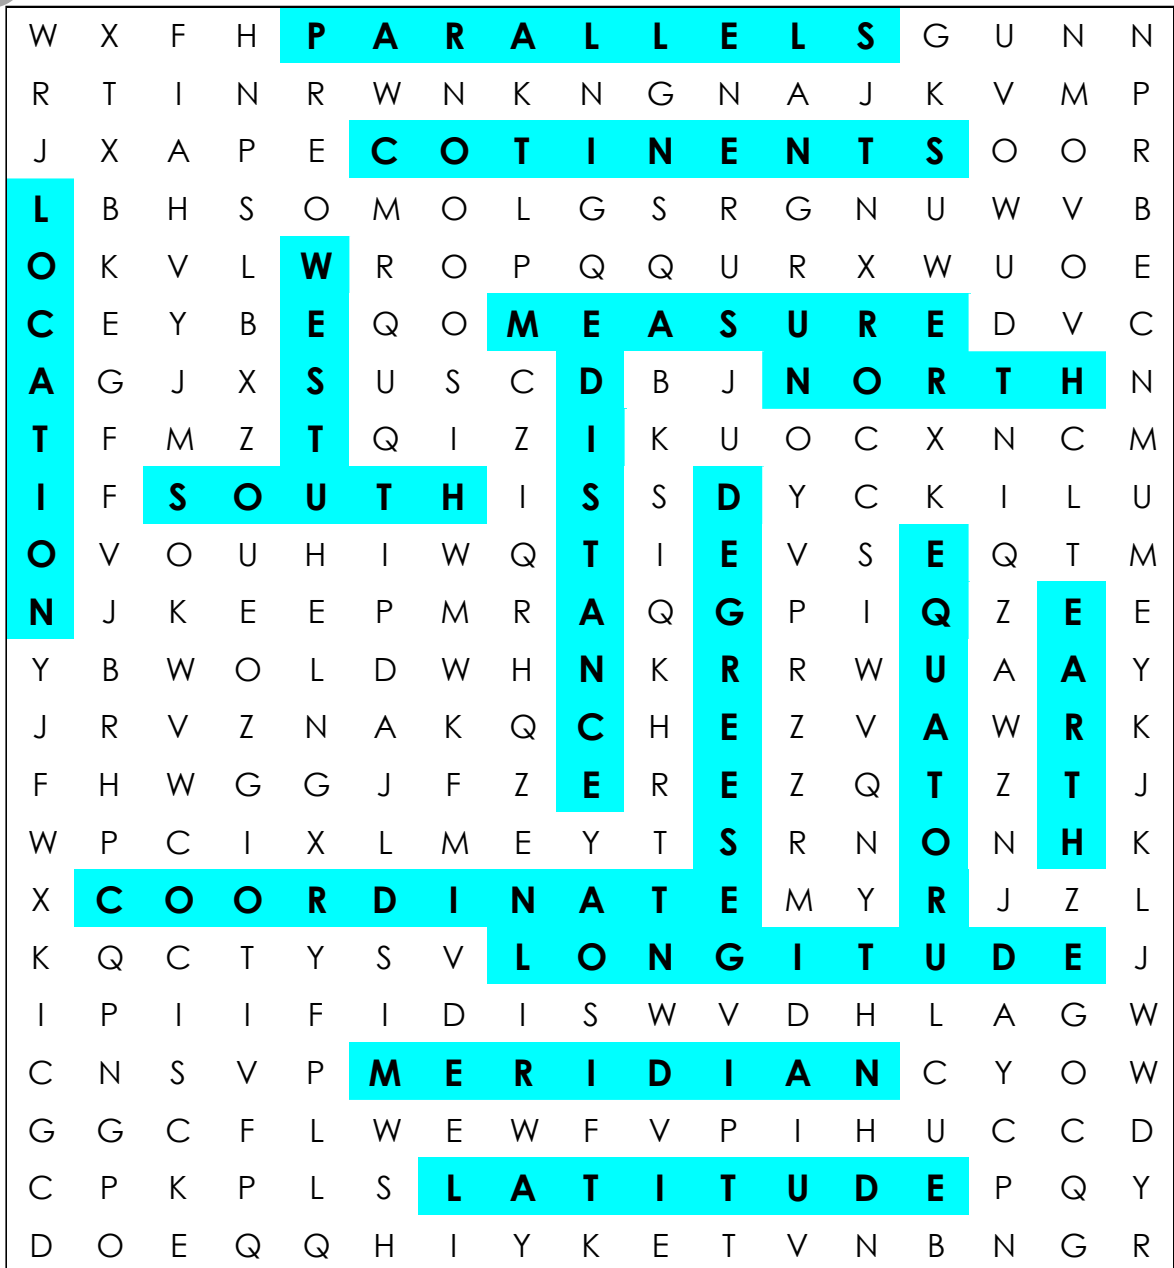 W X F H P A R A L L E L S G U N N
R T I N R W N K N G N A J K V M P
J X A P E C O T I N E N T S O O R
L B H S O M O L G S R G N U W V B
O K V L W R O P Q Q U R X W U O E
C E Y B E Q O M E A S U R E D V C
A G J X S U S C D B J N O R T H N
T F M Z T Q I Z I K U O C X N C M
I F S O U T H I S S D Y C K I L U
O V O U H I W Q T I E V S E Q T M
N J K E E P M R A Q G P I Q Z E E
Y B W O L D W H N K R R W U A A Y
J R V Z N A K Q C H E Z V A W R K
F H W G G J F Z E R E Z Q T Z T J
W P C I X L M E Y T S R N O N H K
X C O O R D I N A T E M Y R J Z L
K Q C T Y S V L O N G I T U D E J
I P I I F I D I S W V D H L A G W
C N S V P M E R I D I A N C Y O W
G G C F L W E W F V P I H U C C D
C P K P L S L A T I T U D E P Q Y
D O E Q Q H I Y K E T V N B N G R